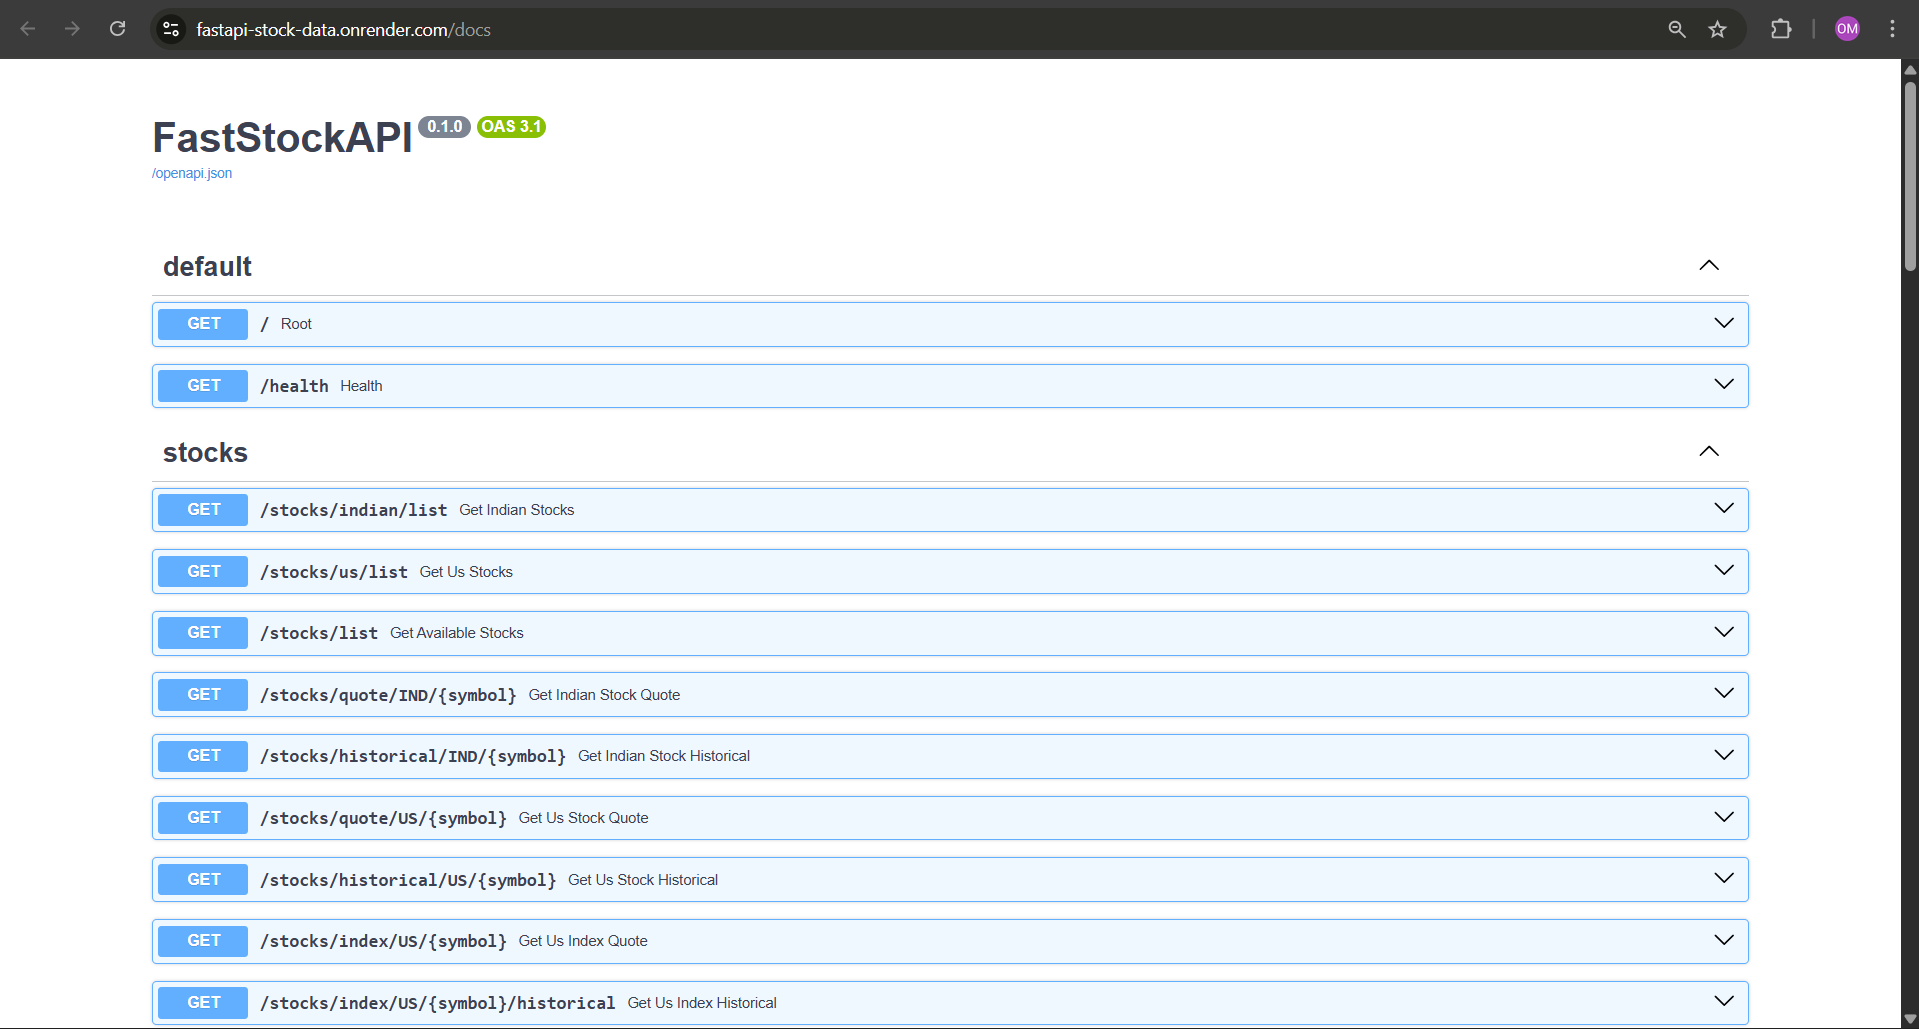 fastapi-stock-data.onrender.com/docs
OM
FastStockAPI 0.1.0 OAS 3.1
/openapi.json
default
GET / Root
GET /health Health
stocks
GET /stocks/indian/list Get Indian Stocks
GET /stocks/us/list Get Us Stocks
GET /stocks/list Get Available Stocks
GET /stocks/quote/IND/{symbol} Get Indian Stock Quote
GET /stocks/historical/IND/{symbol} Get Indian Stock Historical
GET /stocks/quote/US/{symbol} Get Us Stock Quote
GET /stocks/historical/US/{symbol} Get Us Stock Historical
GET /stocks/index/US/{symbol} Get Us Index Quote
GET /stocks/index/US/{symbol}/historical Get Us Index Historical